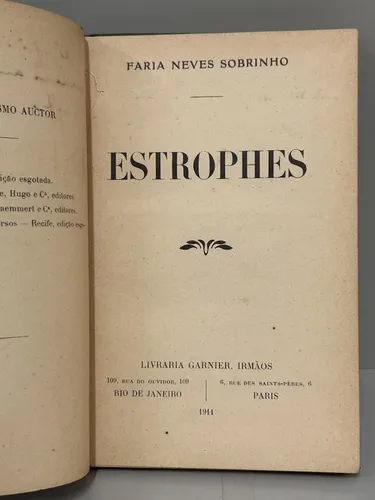 SMO AUCTOR
ição esgotada.
e, Hugo e Cª, editores
aemmert e Cª, editores.
rsos — Recife, edição esgo-
FARIA NEVES SOBRINHO
ESTROPHES
LIVRARIA GARNIER, IRMÃOS
109, RUA DO OUVIDOR, 109
RIO DE JANEIRO
6, RUE DES SAINTS-PÈRES, 6
PARIS
1911